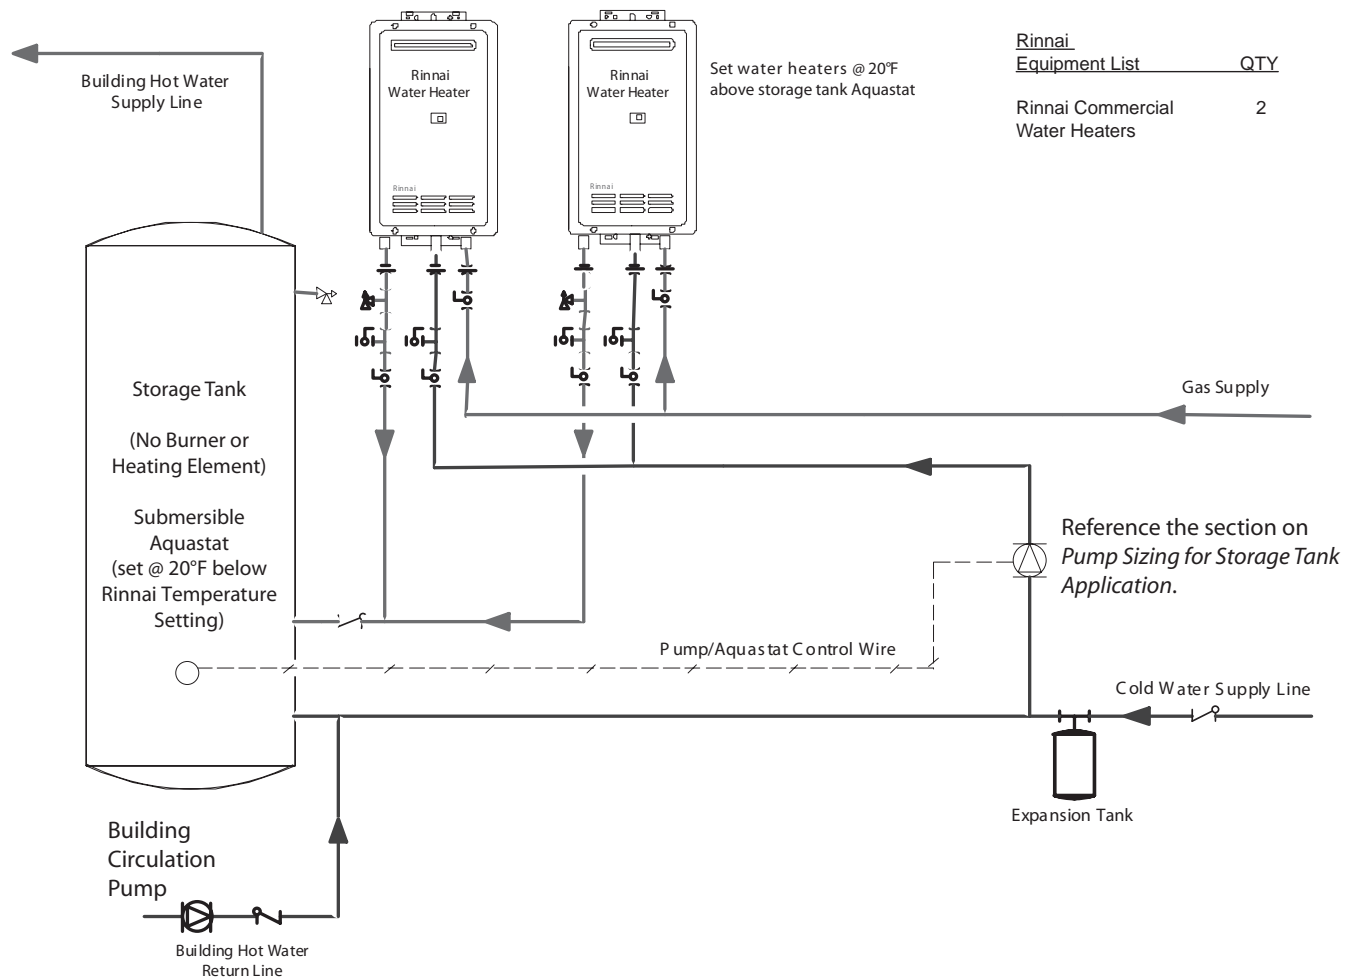 Building Hot Water
Supply Line
Rinnai
Water Heater
Rinnai
Rinnai
Water Heater
Rinnai
Set water heaters @ 20°F
above storage tank Aquastat
Rinnai
Equipment List QTY
Rinnai Commercial 2
Water Heaters
Storage Tank
(No Burner or
Heating Element)
Submersible
Aquastat
(set @ 20°F below
Rinnai Temperature
Setting)
Gas Supply
Reference the section on
Pump Sizing for Storage Tank
Application.
Pump/Aquastat Control Wire
Cold Water Supply Line
Expansion Tank
Building
Circulation
Pump
Building Hot Water
Return Line